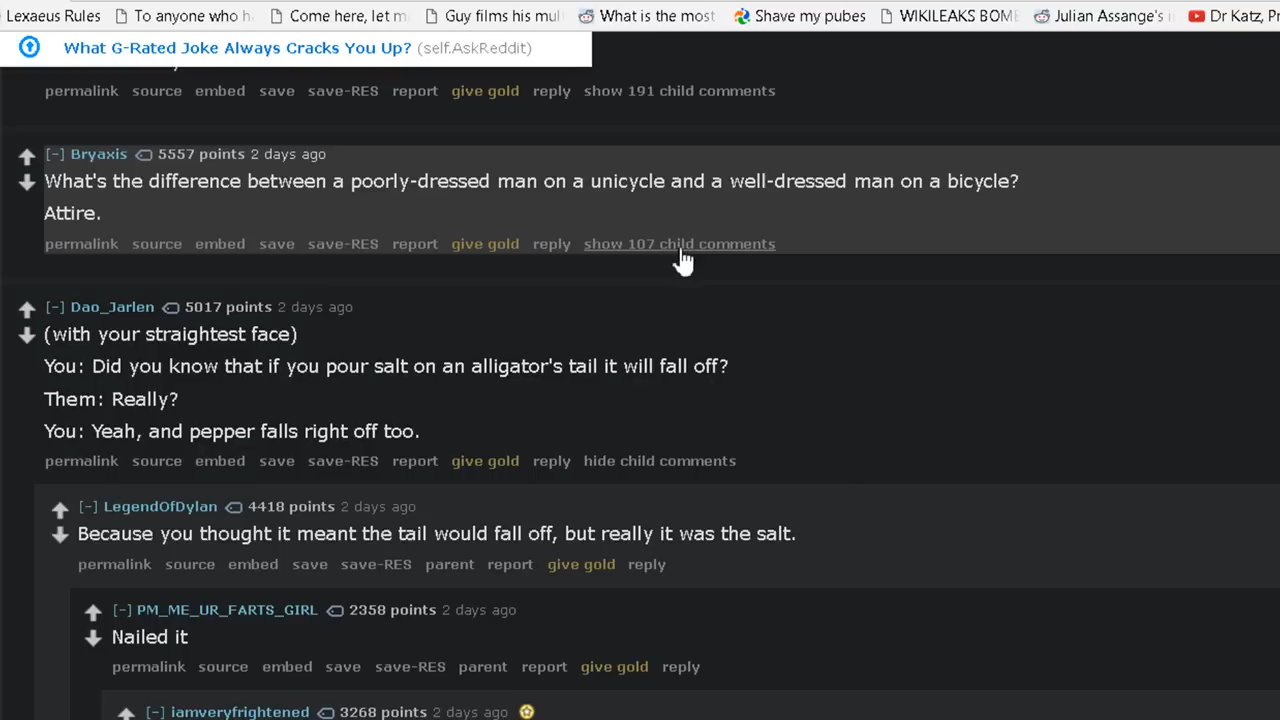 Lexaeus Rules To anyone who h Come here, let m Guy films his mul What is the most Shave my pubes WIKILEAKS BOMB Julian Assange's i Dr Katz, Pr
What G-Rated Joke Always Cracks You Up? (self.AskReddit)
permalink source embed save save-RES report give gold reply show 191 child comments
[-] Bryaxis 5557 points 2 days ago
What's the difference between a poorly-dressed man on a unicycle and a well-dressed man on a bicycle?
Attire.
permalink source embed save save-RES report give gold reply show 107 child comments
[-] Dao_Jarlen 5017 points 2 days ago
(with your straightest face)
You: Did you know that if you pour salt on an alligator's tail it will fall off?
Them: Really?
You: Yeah, and pepper falls right off too.
permalink source embed save save-RES report give gold reply hide child comments
[-] LegendOfDylan 4418 points 2 days ago
Because you thought it meant the tail would fall off, but really it was the salt.
permalink source embed save save-RES parent report give gold reply
[-] PM_ME_UR_FARTS_GIRL 2358 points 2 days ago
Nailed it
permalink source embed save save-RES parent report give gold reply
[-] iamveryfrightened 3268 points 2 days ago